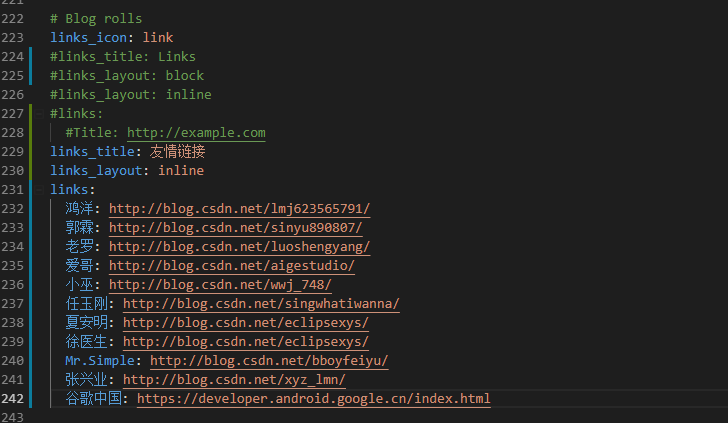 221
222 # Blog rolls
223 links_icon: link
224 #links_title: Links
225 #links_layout: block
226 #links_layout: inline
227 #links:
228 #Title: http://example.com
229 links_title: 友情链接
230 links_layout: inline
231 links:
232 鸿洋: http://blog.csdn.net/lmj623565791/
233 郭霖: http://blog.csdn.net/sinyu890807/
234 老罗: http://blog.csdn.net/luoshengyang/
235 爱哥: http://blog.csdn.net/aigestudio/
236 小巫: http://blog.csdn.net/wwj_748/
237 任玉刚: http://blog.csdn.net/singwhatiwanna/
238 夏安明: http://blog.csdn.net/eclipsexys/
239 徐医生: http://blog.csdn.net/eclipsexys/
240 Mr.Simple: http://blog.csdn.net/bboyfeiyu/
241 张兴业: http://blog.csdn.net/xyz_lmn/
242 谷歌中国: https://developer.android.google.cn/index.html
243